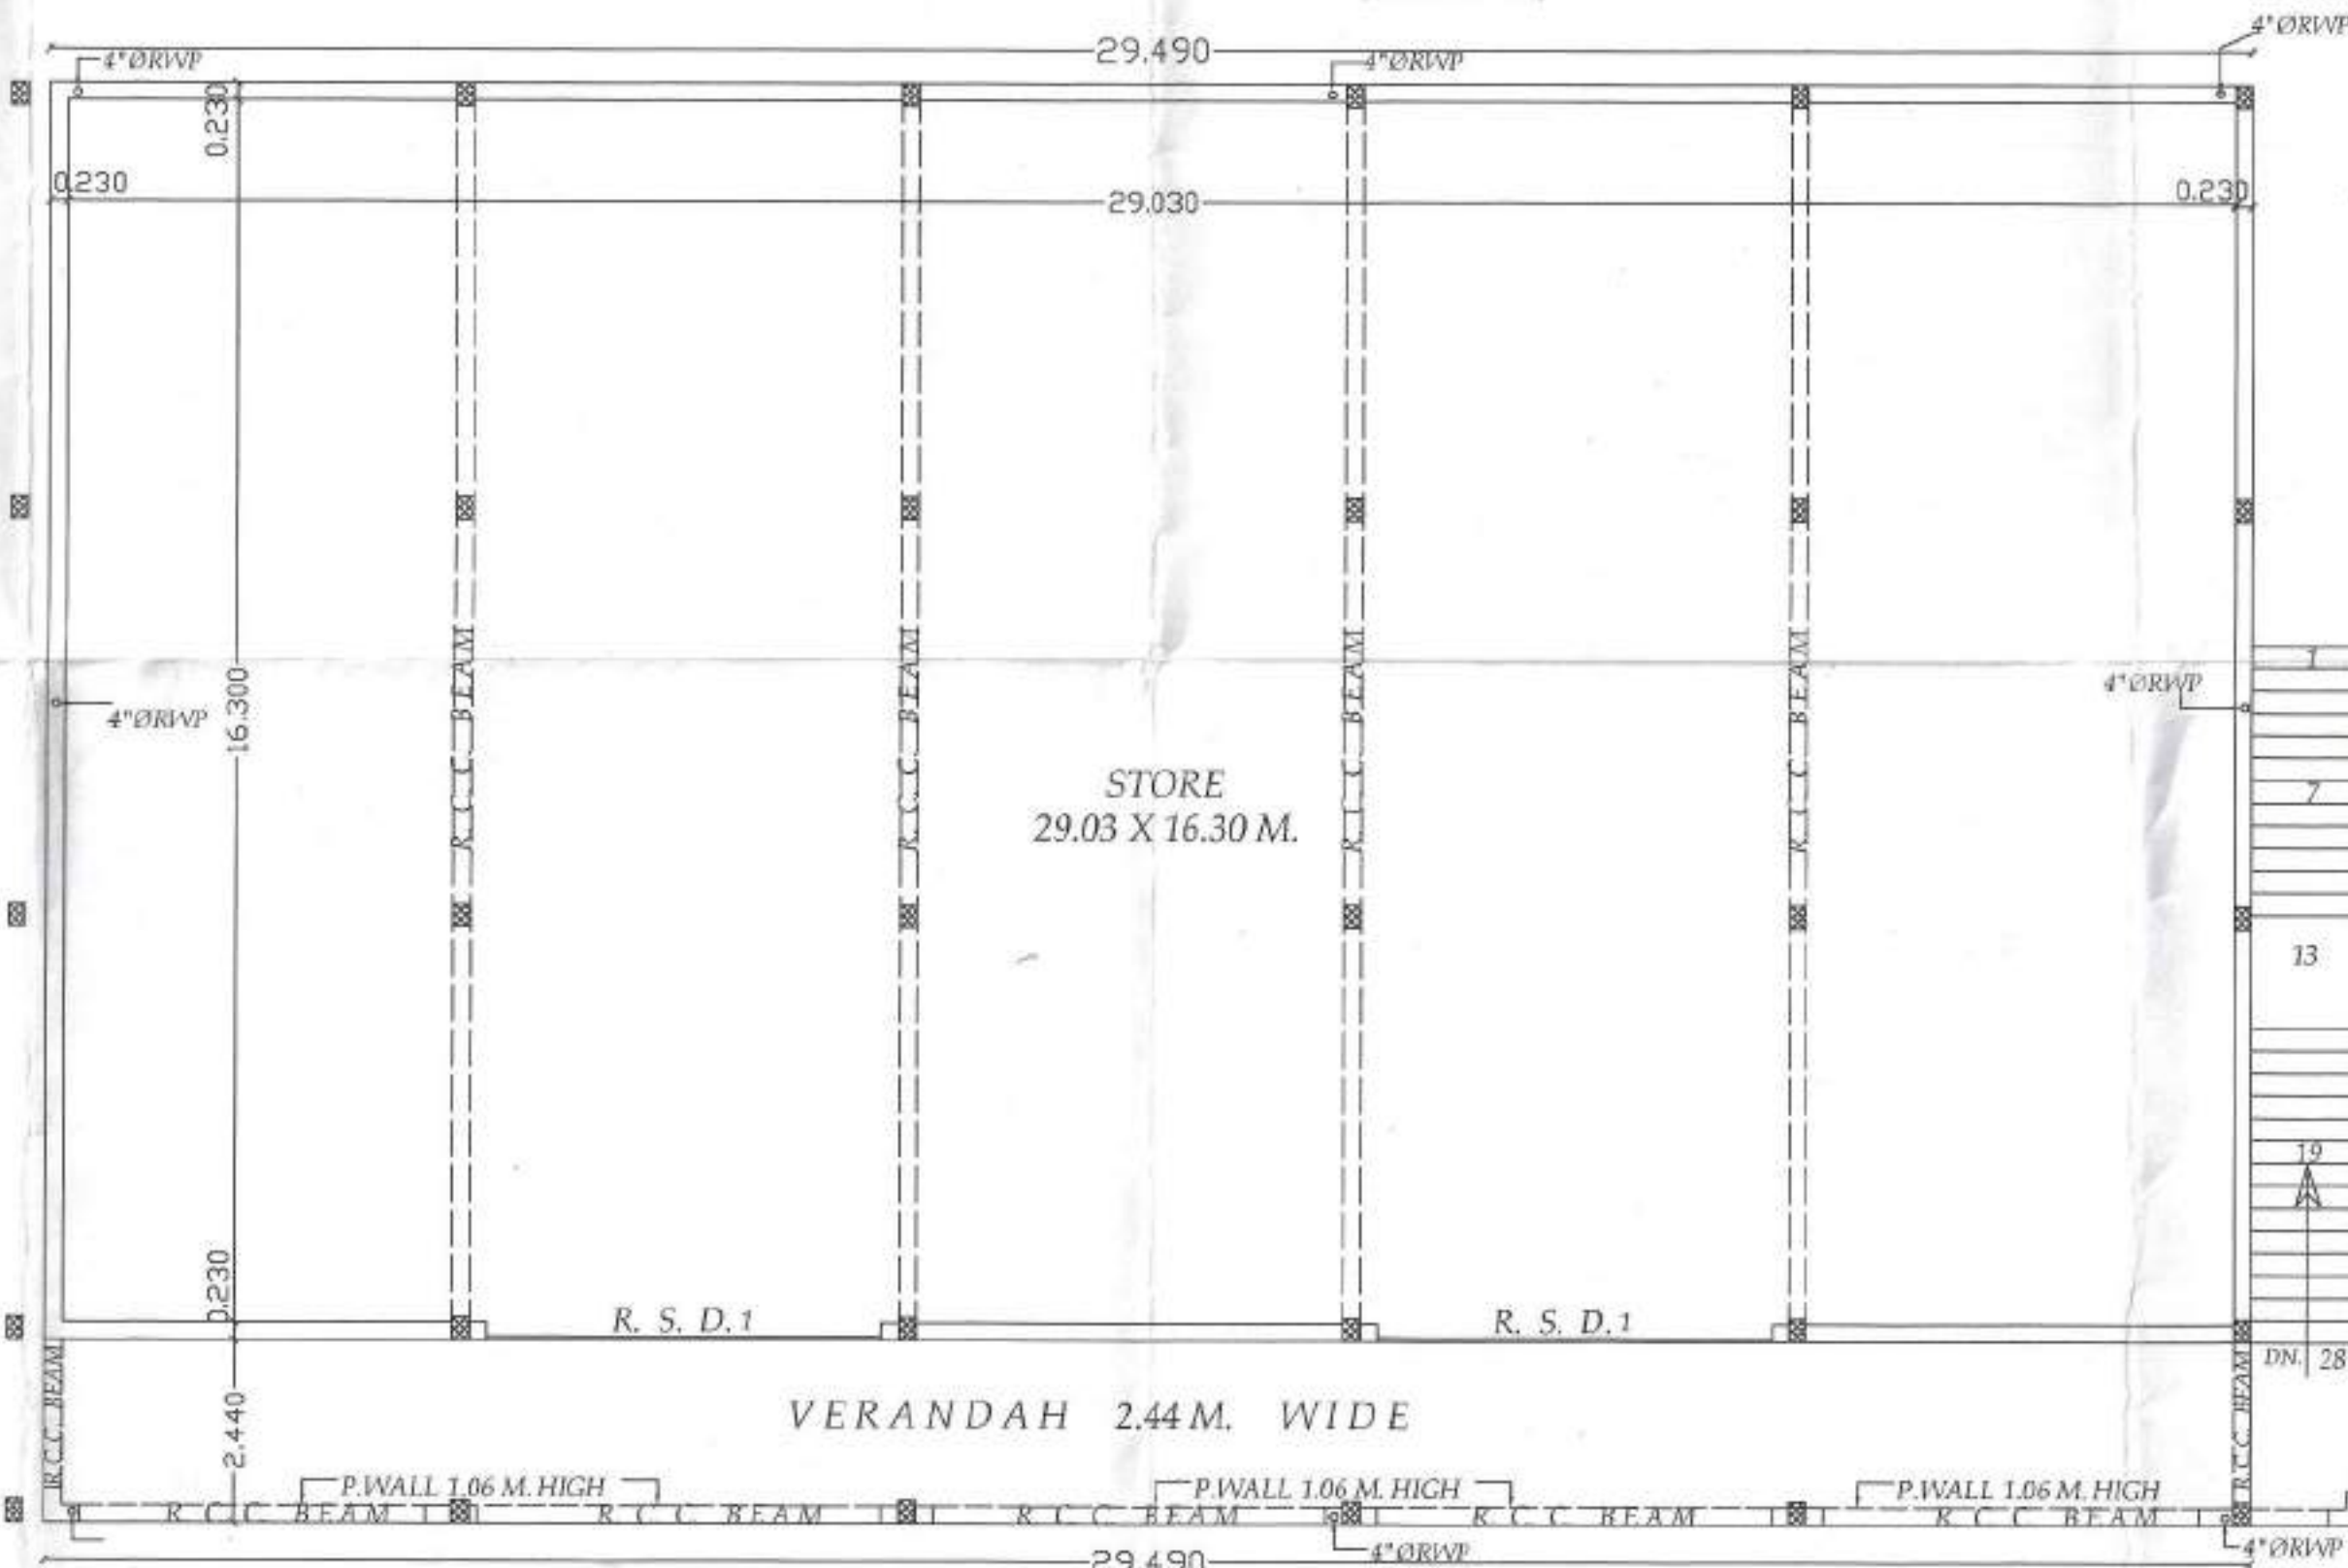 4"ØRWP
29.490
4"ØRWP
4"ØRWP
0.230
0.230
29.030
0.230
R.C.C. BEAM
R.C.C. BEAM
R.C.C. BEAM
R.C.C. BEAM
1
4"ØRWP
4"ØRWP
16.300
7
STORE
29.03 X 16.30 M.
13
19
0.230
R. S. D.1
R. S. D.1
R.C.C. BEAM
R.C.C. BEAM
DN. 28
VERANDAH 2.44 M. WIDE
2.440
P.WALL 1.06 M. HIGH
P.WALL 1.06 M. HIGH
P.WALL 1.06 M. HIGH
R C.C. BEAM
R C.C. BEAM
R C.C. BEAM
R C.C. BEAM
R C.C. BEAM
29.490
4"ØRWP
4"ØRWP